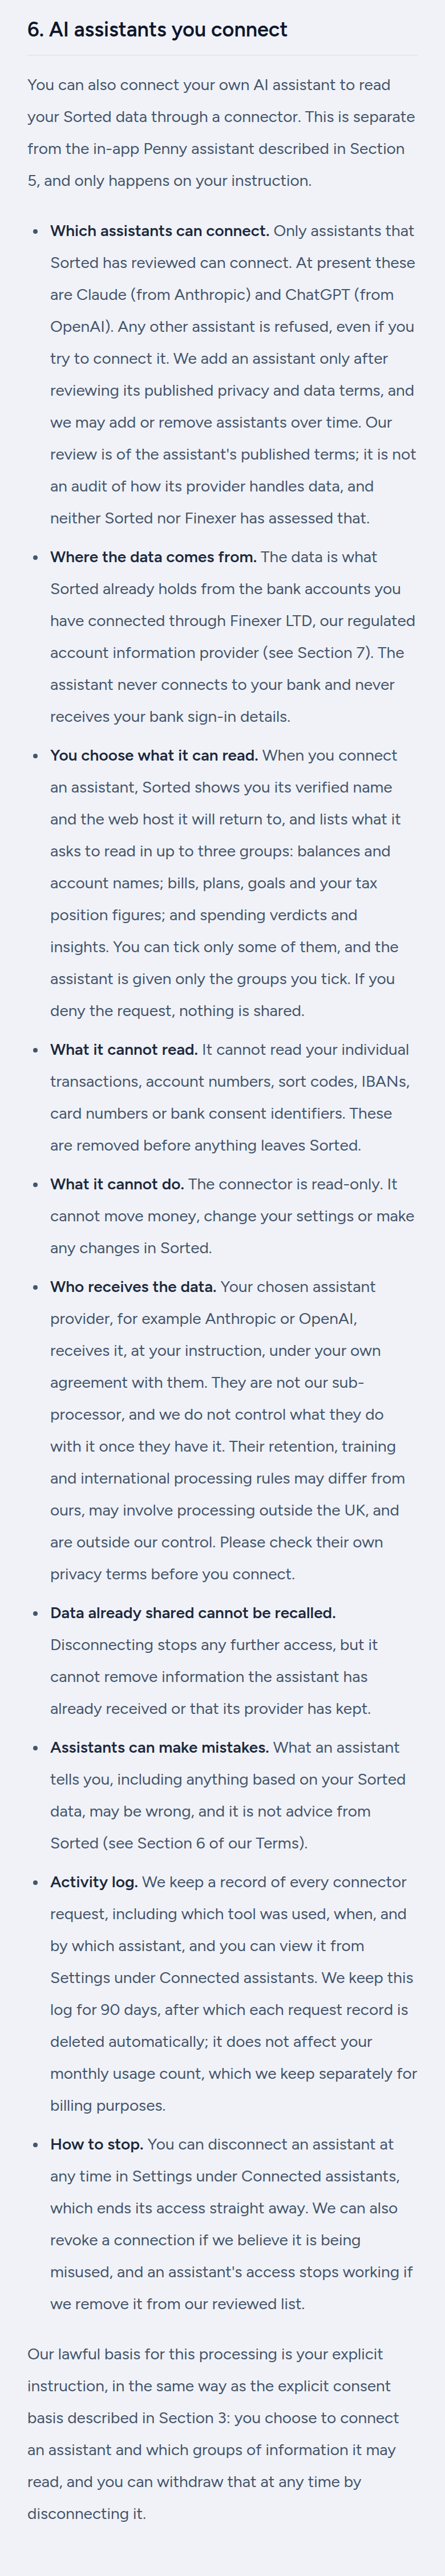 6. AI assistants you connect
You can also connect your own AI assistant to read
your Sorted data through a connector. This is separate
from the in-app Penny assistant described in Section
5, and only happens on your instruction.
• Which assistants can connect. Only assistants that
Sorted has reviewed can connect. At present these
are Claude (from Anthropic) and ChatGPT (from
OpenAI). Any other assistant is refused, even if you
try to connect it. We add an assistant only after
reviewing its published privacy and data terms, and
we may add or remove assistants over time. Our
review is of the assistant's published terms; it is not
an audit of how its provider handles data, and
neither Sorted nor Finexer has assessed that.
• Where the data comes from. The data is what
Sorted already holds from the bank accounts you
have connected through Finexer LTD, our regulated
account information provider (see Section 7). The
assistant never connects to your bank and never
receives your bank sign-in details.
• You choose what it can read. When you connect
an assistant, Sorted shows you its verified name
and the web host it will return to, and lists what it
asks to read in up to three groups: balances and
account names; bills, plans, goals and your tax
position figures; and spending verdicts and
insights. You can tick only some of them, and the
assistant is given only the groups you tick. If you
deny the request, nothing is shared.
• What it cannot read. It cannot read your individual
transactions, account numbers, sort codes, IBANs,
card numbers or bank consent identifiers. These
are removed before anything leaves Sorted.
• What it cannot do. The connector is read-only. It
cannot move money, change your settings or make
any changes in Sorted.
• Who receives the data. Your chosen assistant
provider, for example Anthropic or OpenAI,
receives it, at your instruction, under your own
agreement with them. They are not our sub-
processor, and we do not control what they do
with it once they have it. Their retention, training
and international processing rules may differ from
ours, may involve processing outside the UK, and
are outside our control. Please check their own
privacy terms before you connect.
• Data already shared cannot be recalled.
Disconnecting stops any further access, but it
cannot remove information the assistant has
already received or that its provider has kept.
• Assistants can make mistakes. What an assistant
tells you, including anything based on your Sorted
data, may be wrong, and it is not advice from
Sorted (see Section 6 of our Terms).
• Activity log. We keep a record of every connector
request, including which tool was used, when, and
by which assistant, and you can view it from
Settings under Connected assistants. We keep this
log for 90 days, after which each request record is
deleted automatically; it does not affect your
monthly usage count, which we keep separately for
billing purposes.
• How to stop. You can disconnect an assistant at
any time in Settings under Connected assistants,
which ends its access straight away. We can also
revoke a connection if we believe it is being
misused, and an assistant's access stops working if
we remove it from our reviewed list.
Our lawful basis for this processing is your explicit
instruction, in the same way as the explicit consent
basis described in Section 3: you choose to connect
an assistant and which groups of information it may
read, and you can withdraw that at any time by
disconnecting it.